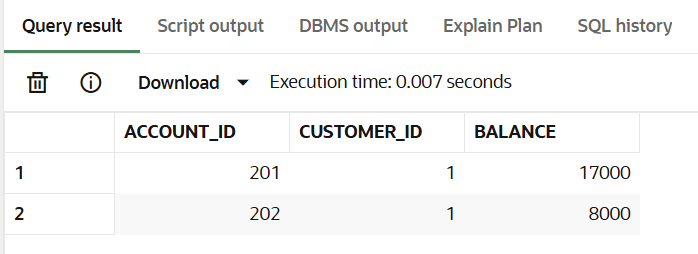 Query result Script output DBMS output Explain Plan SQL history
Download Execution time: 0.007 seconds
ACCOUNT_ID CUSTOMER_ID BALANCE
1 201 1 17000
2 202 1 8000